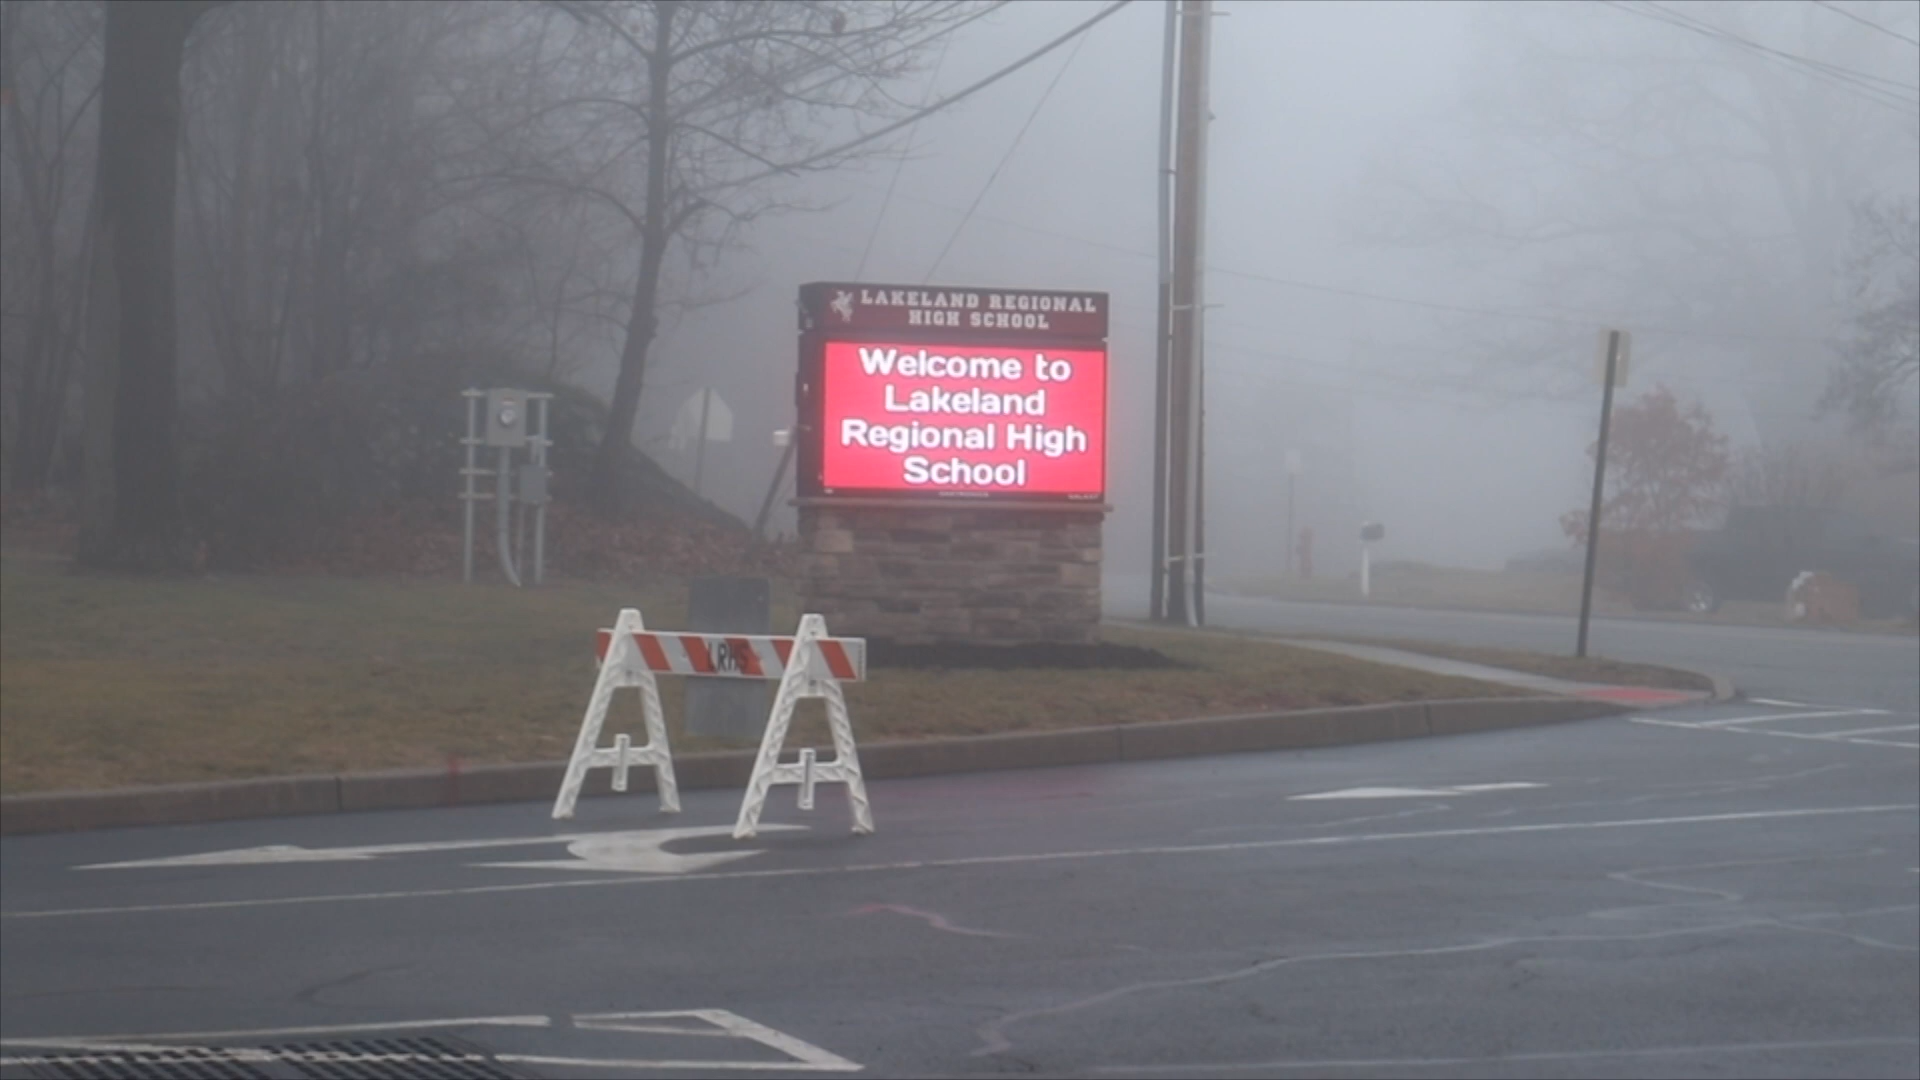 LAKELAND REGIONAL
HIGH SCHOOL
Welcome to
Lakeland
Regional High
School
LRHS